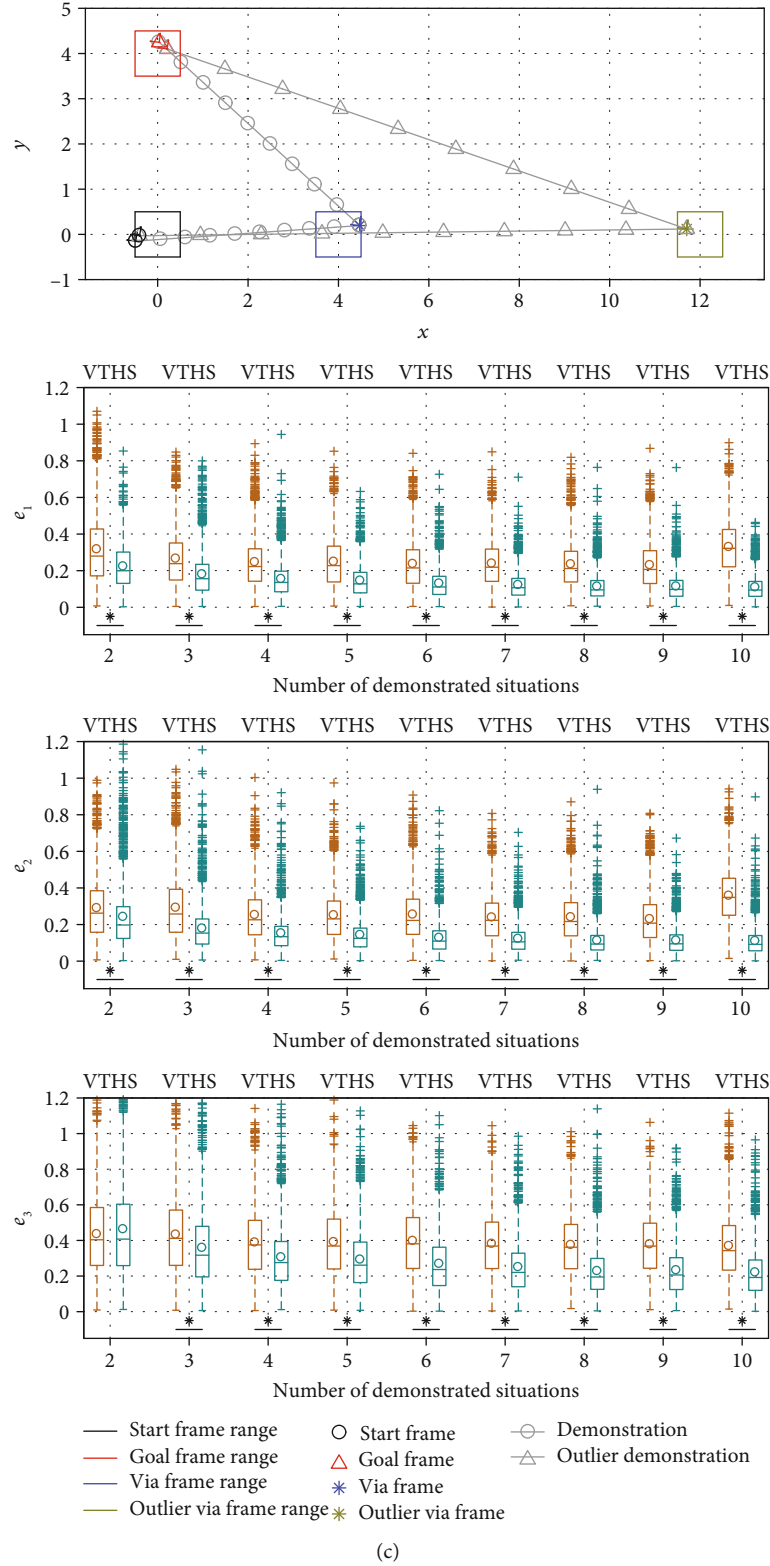 5
4
3
2
1
0
−1
y
0 2 4 6 8 10 12
x
VTHS VTHS VTHS VTHS VTHS VTHS VTHS VTHS VTHS
1.2
1
0.8
0.6
0.4
0.2
0
e1
2 3 4 5 6 7 8 9 10
Number of demonstrated situations
VTHS VTHS VTHS VTHS VTHS VTHS VTHS VTHS VTHS
1.2
1
0.8
0.6
0.4
0.2
0
e2
2 3 4 5 6 7 8 9 10
Number of demonstrated situations
VTHS VTHS VTHS VTHS VTHS VTHS VTHS VTHS VTHS
1.2
1
0.8
0.6
0.4
0.2
0
e3
2 3 4 5 6 7 8 9 10
Number of demonstrated situations
Start frame range
Goal frame range
Via frame range
Outlier via frame range
Start frame
Goal frame
Via frame
Outlier via frame
Demonstration
Outlier demonstration
(c)